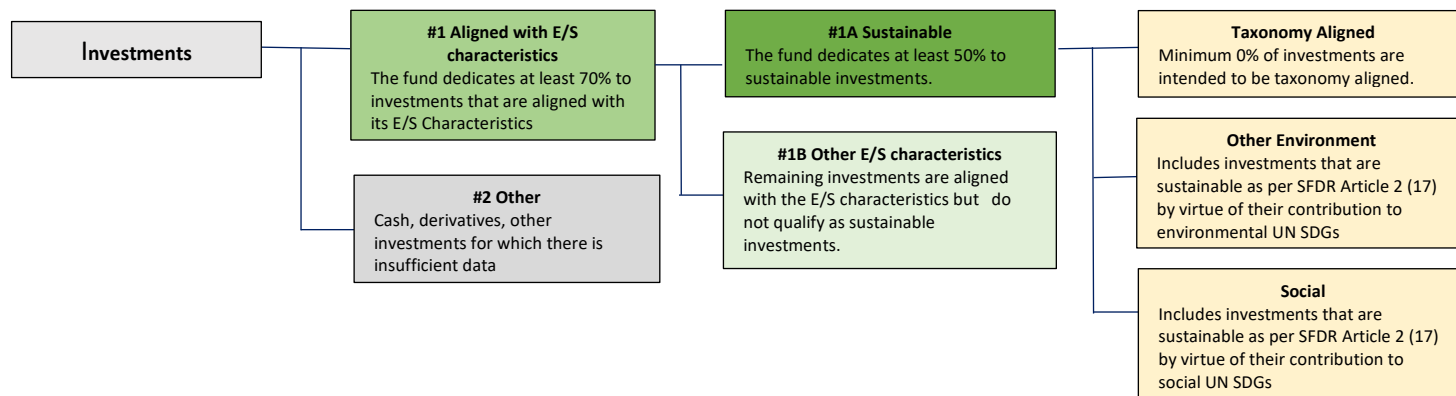 Investments
#1 Aligned with E/S
characteristics
The fund dedicates at least 70% to
investments that are aligned with
its E/S Characteristics
#2 Other
Cash, derivatives, other
investments for which there is
insufficient data
#1A Sustainable
The fund dedicates at least 50% to
sustainable investments.
#1B Other E/S characteristics
Remaining investments are aligned
with the E/S characteristics but do
not qualify as sustainable
investments.
Taxonomy Aligned
Minimum 0% of investments are
intended to be taxonomy aligned.
Other Environment
Includes investments that are
sustainable as per SFDR Article 2 (17)
by virtue of their contribution to
environmental UN SDGs
Social
Includes investments that are
sustainable as per SFDR Article 2 (17)
by virtue of their contribution to
social UN SDGs